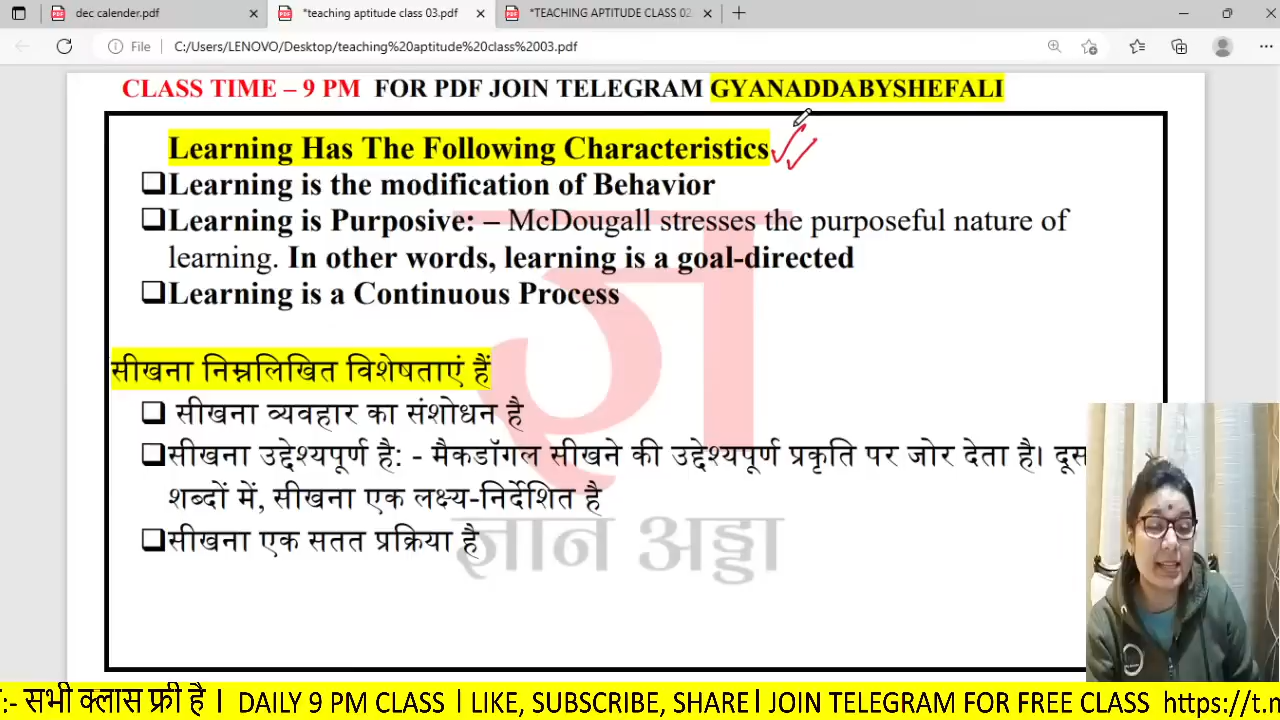 dec calender.pdf
*teaching aptitude class 03.pdf
*TEACHING APTITUDE CLASS 02.
File C:/Users/LENOVO/Desktop/teaching%20aptitude%20class%2003.pdf
CLASS TIME – 9 PM FOR PDF JOIN TELEGRAM GYANADDABYSHEFALI
Learning Has The Following Characteristics
❑Learning is the modification of Behavior
❑Learning is Purposive: – McDougall stresses the purposeful nature of
learning. In other words, learning is a goal-directed
❑Learning is a Continuous Process
सीखना निम्नलिखित विशेषताएं हैं
❑ सीखना व्यवहार का संशोधन है
❑सीखना उद्देश्यपूर्ण है: - मैकडॉगल सीखने की उद्देश्यपूर्ण प्रकृति पर जोर देता है। दूस
शब्दों में, सीखना एक लक्ष्य-निर्देशित है
❑सीखना एक सतत प्रक्रिया है
ज्ञान अड्डा
:- सभी क्लास फ्री है । DAILY 9 PM CLASS । LIKE, SUBSCRIBE, SHARE। JOIN TELEGRAM FOR FREE CLASS https://t.n